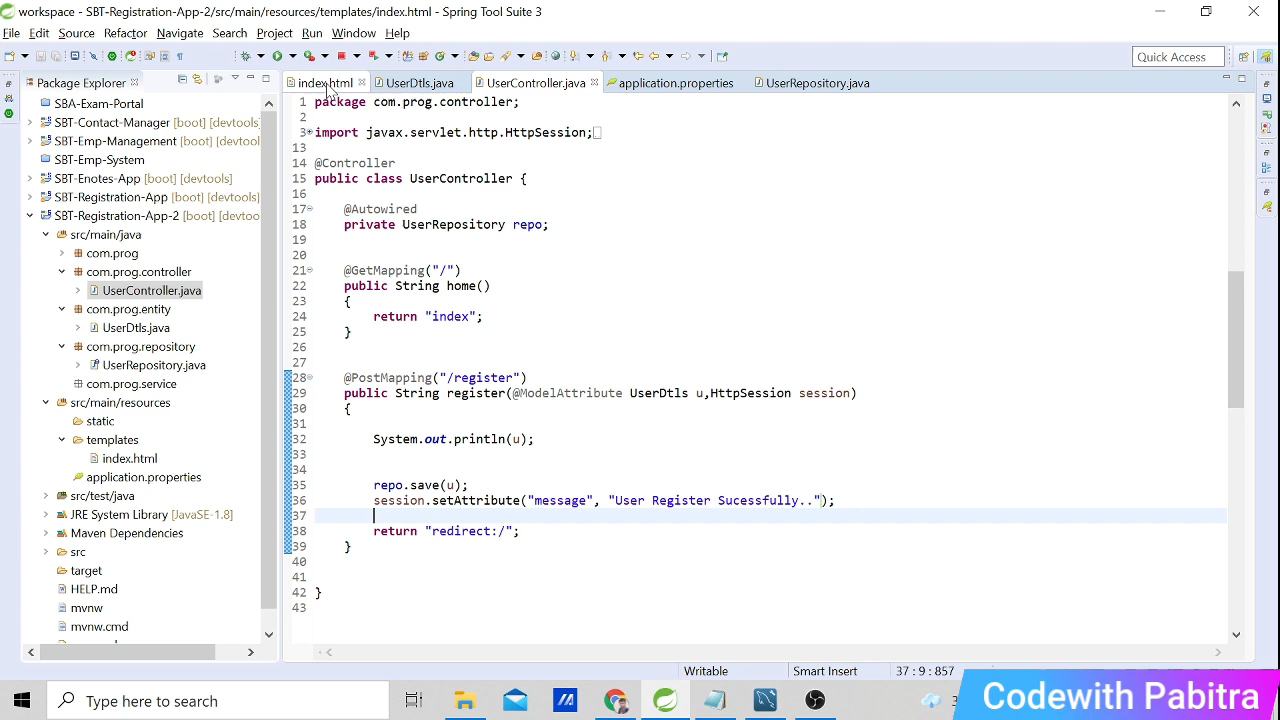 workspace - SBT-Registration-App-2/src/main/resources/templates/index.html - Spring Tool Suite 3
File Edit Source Refactor Navigate Search Project Run Window Help
Quick Access
Package Explorer
index.html
UserDtls.java
UserController.java
application.properties
UserRepository.java
SBA-Exam-Portal
SBT-Contact-Manager [boot] [devtools]
SBT-Emp-Management [boot] [devtool
SBT-Emp-System
SBT-Enotes-App [boot] [devtools]
SBT-Registration-App [boot] [devtools]
SBT-Registration-App-2 [boot] [devtoo
src/main/java
com.prog
com.prog.controller
UserController.java
com.prog.entity
UserDtls.java
com.prog.repository
UserRepository.java
com.prog.service
src/main/resources
static
templates
index.html
application.properties
src/test/java
JRE System Library [JavaSE-1.8]
Maven Dependencies
src
target
HELP.md
mvnw
mvnw.cmd
1 package com.prog.controller;
2
3 import javax.servlet.http.HttpSession;
13
14 @Controller
15 public class UserController {
16
17 @Autowired
18 private UserRepository repo;
19
20
21 @GetMapping("/")
22 public String home()
23 {
24 return "index";
25 }
26
27
28 @PostMapping("/register")
29 public String register(@ModelAttribute UserDtls u,HttpSession session)
30 {
31
32 System.out.println(u);
33
34
35 repo.save(u);
36 session.setAttribute("message", "User Register Sucessfully..");
37
38 return "redirect:/";
39 }
40
41
42 }
43
Writable
Smart Insert
37 : 9 : 857
Type here to search
Codewith Pabitra